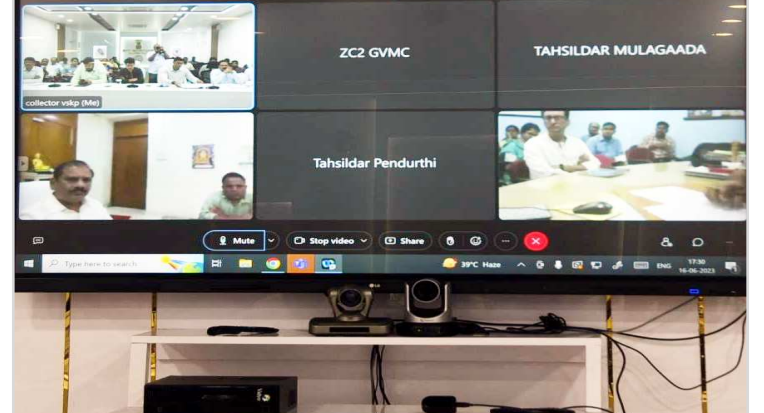 ZC2 GVMC
TAHSILDAR MULAGAADA
collector vskp (Me)
Tahsildar Pendurthi
Mute
Stop video
Share
Type here to search
39°C Haze
ENG
17:30
16-06-2023
LG